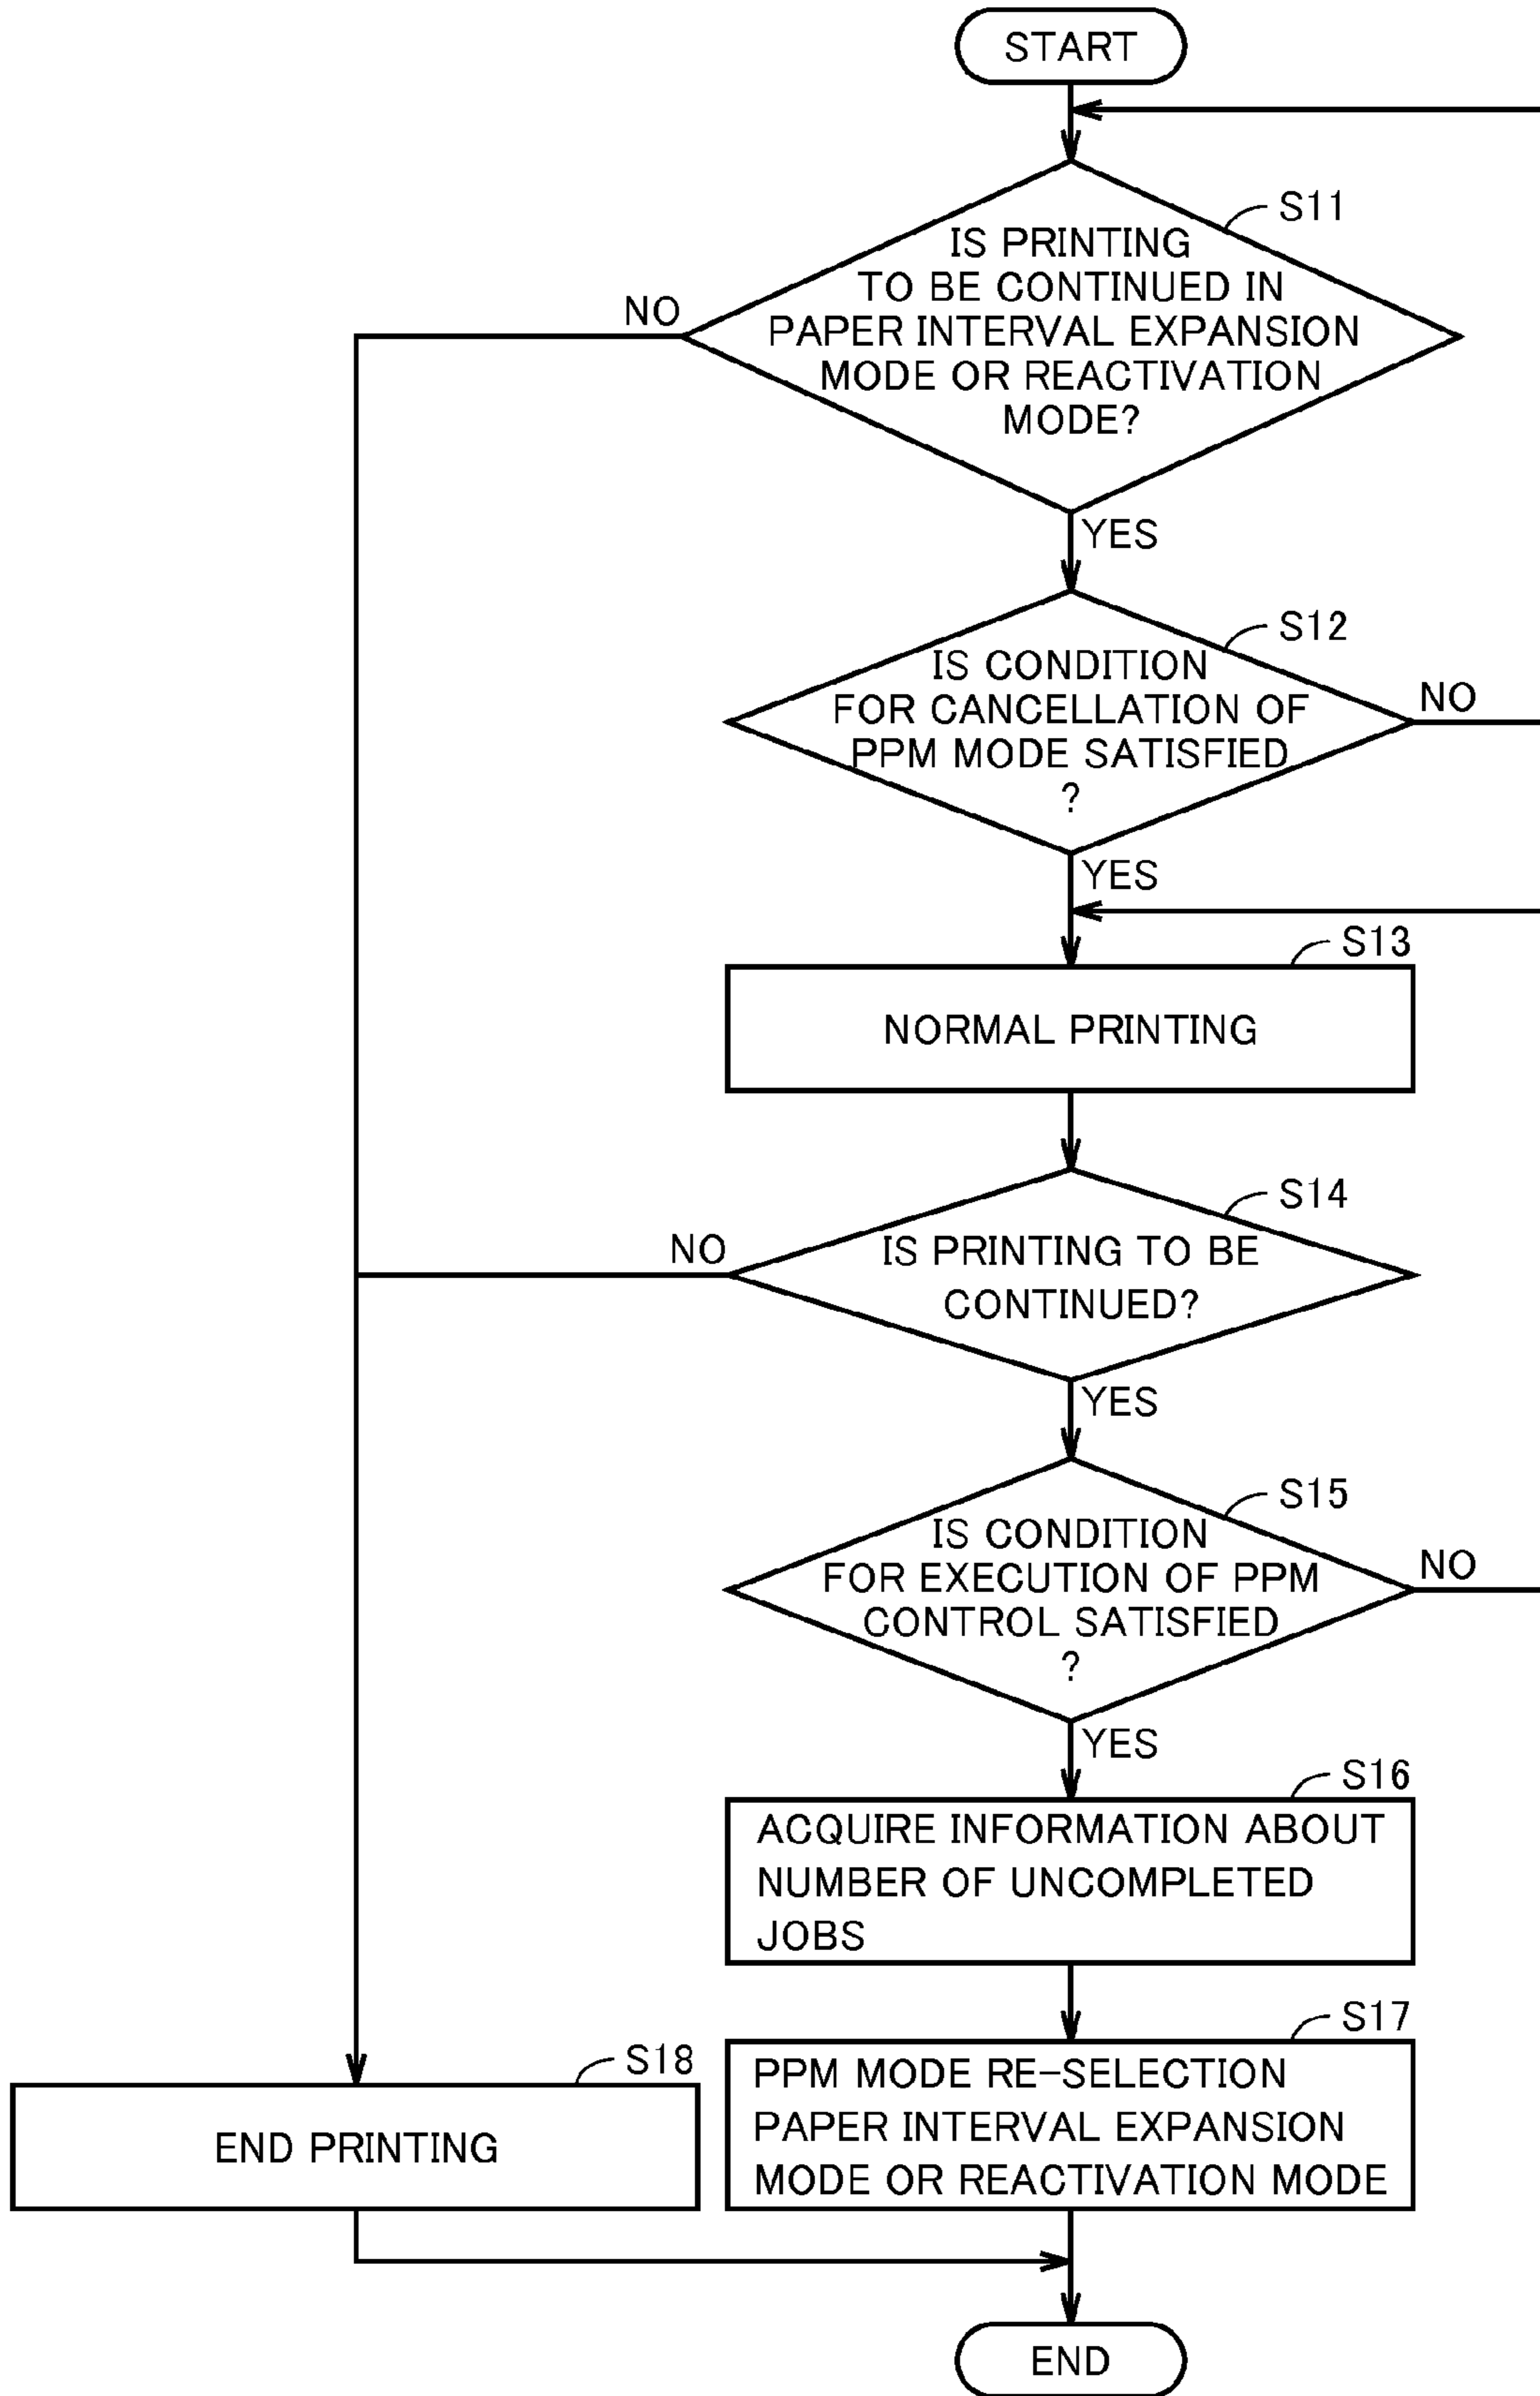 START
S11
IS PRINTING
TO BE CONTINUED IN
PAPER INTERVAL EXPANSION
MODE OR REACTIVATION
MODE?
NO
YES
S12
IS CONDITION
FOR CANCELLATION OF
PPM MODE SATISFIED
?
NO
YES
S13
NORMAL PRINTING
S14
IS PRINTING TO BE
CONTINUED?
NO
YES
S15
IS CONDITION
FOR EXECUTION OF PPM
CONTROL SATISFIED
?
NO
YES
S16
ACQUIRE INFORMATION ABOUT
NUMBER OF UNCOMPLETED
JOBS
S17
PPM MODE RE-SELECTION
PAPER INTERVAL EXPANSION
MODE OR REACTIVATION MODE
S18
END PRINTING
END